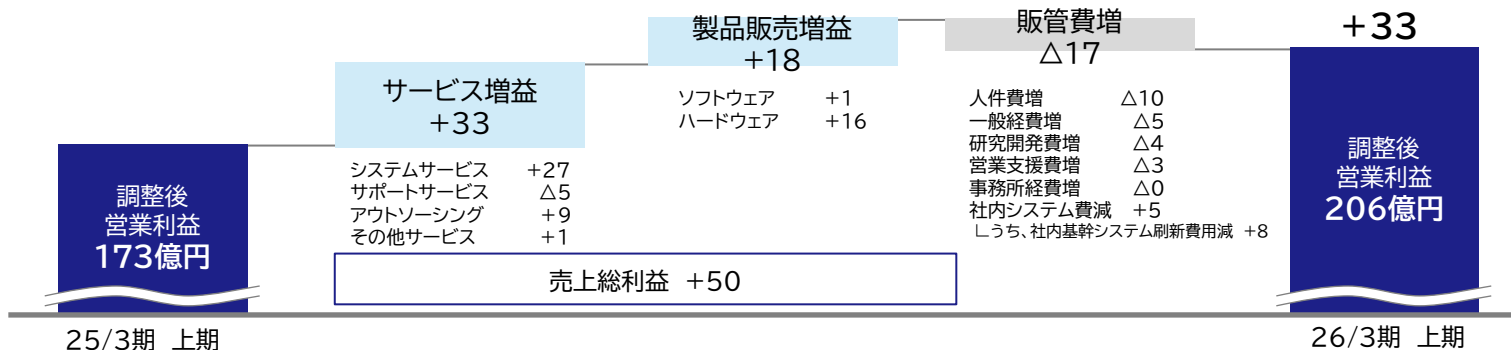 調整後
営業利益
173億円
25/3期 上期
サービス増益
+33
システムサービス +27
サポートサービス △5
アウトソーシング +9
その他サービス +1
製品販売増益
+18
ソフトウェア +1
ハードウェア +16
売上総利益 +50
販管費増
△17
人件費増 △10
一般経費増 △5
研究開発費増 △4
営業支援費増 △3
事務所経費増 △0
社内システム費減 +5
∟うち、社内基幹システム刷新費用減 +8
+33
調整後
営業利益
206億円
26/3期 上期